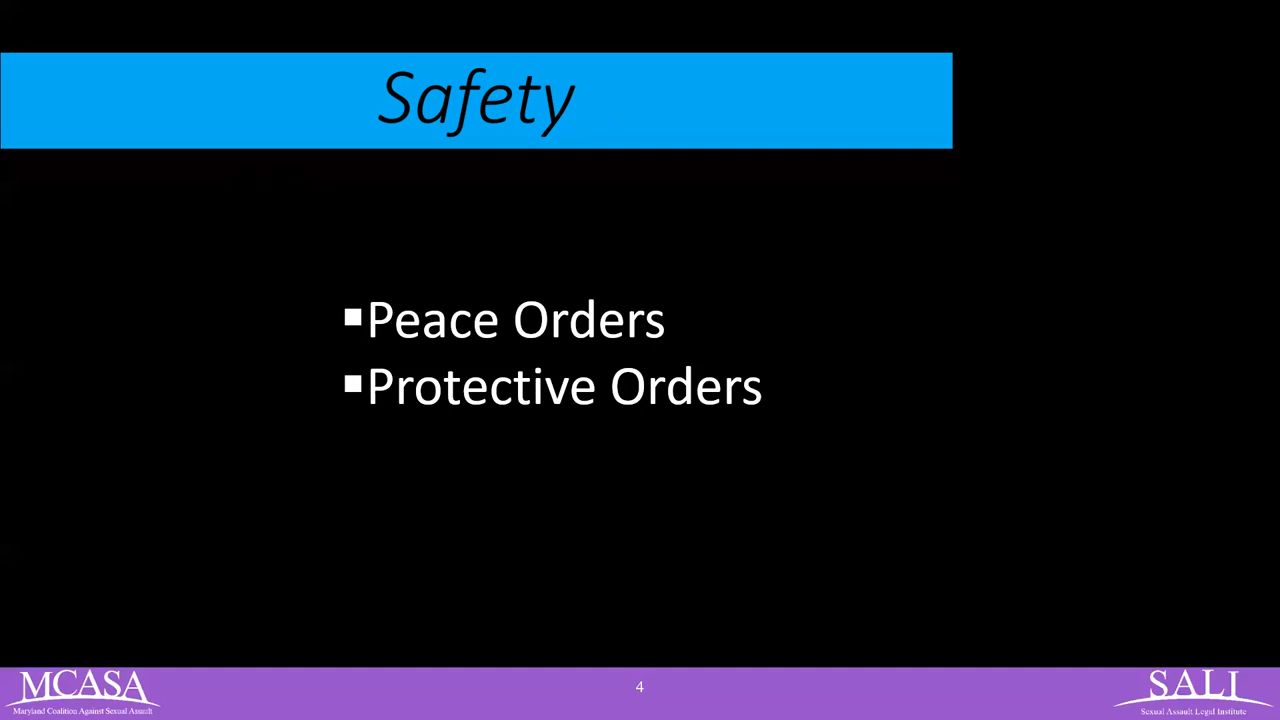 Safety
▪Peace Orders
▪Protective Orders
MCASA
Maryland Coalition Against Sexual Assault
4
SALI
Sexual Assault Legal Institute